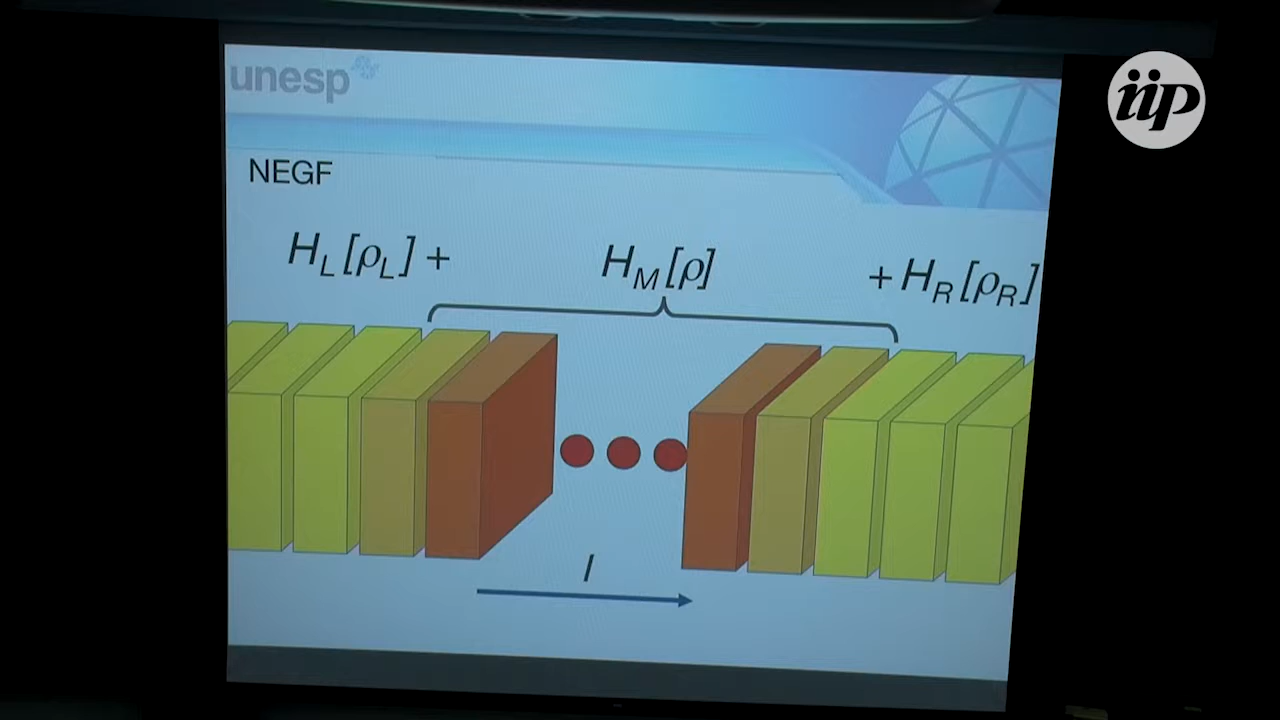 unesp
iip
NEGF
H_L[ρ_L] + H_M[ρ] + H_R[ρ_R]
I